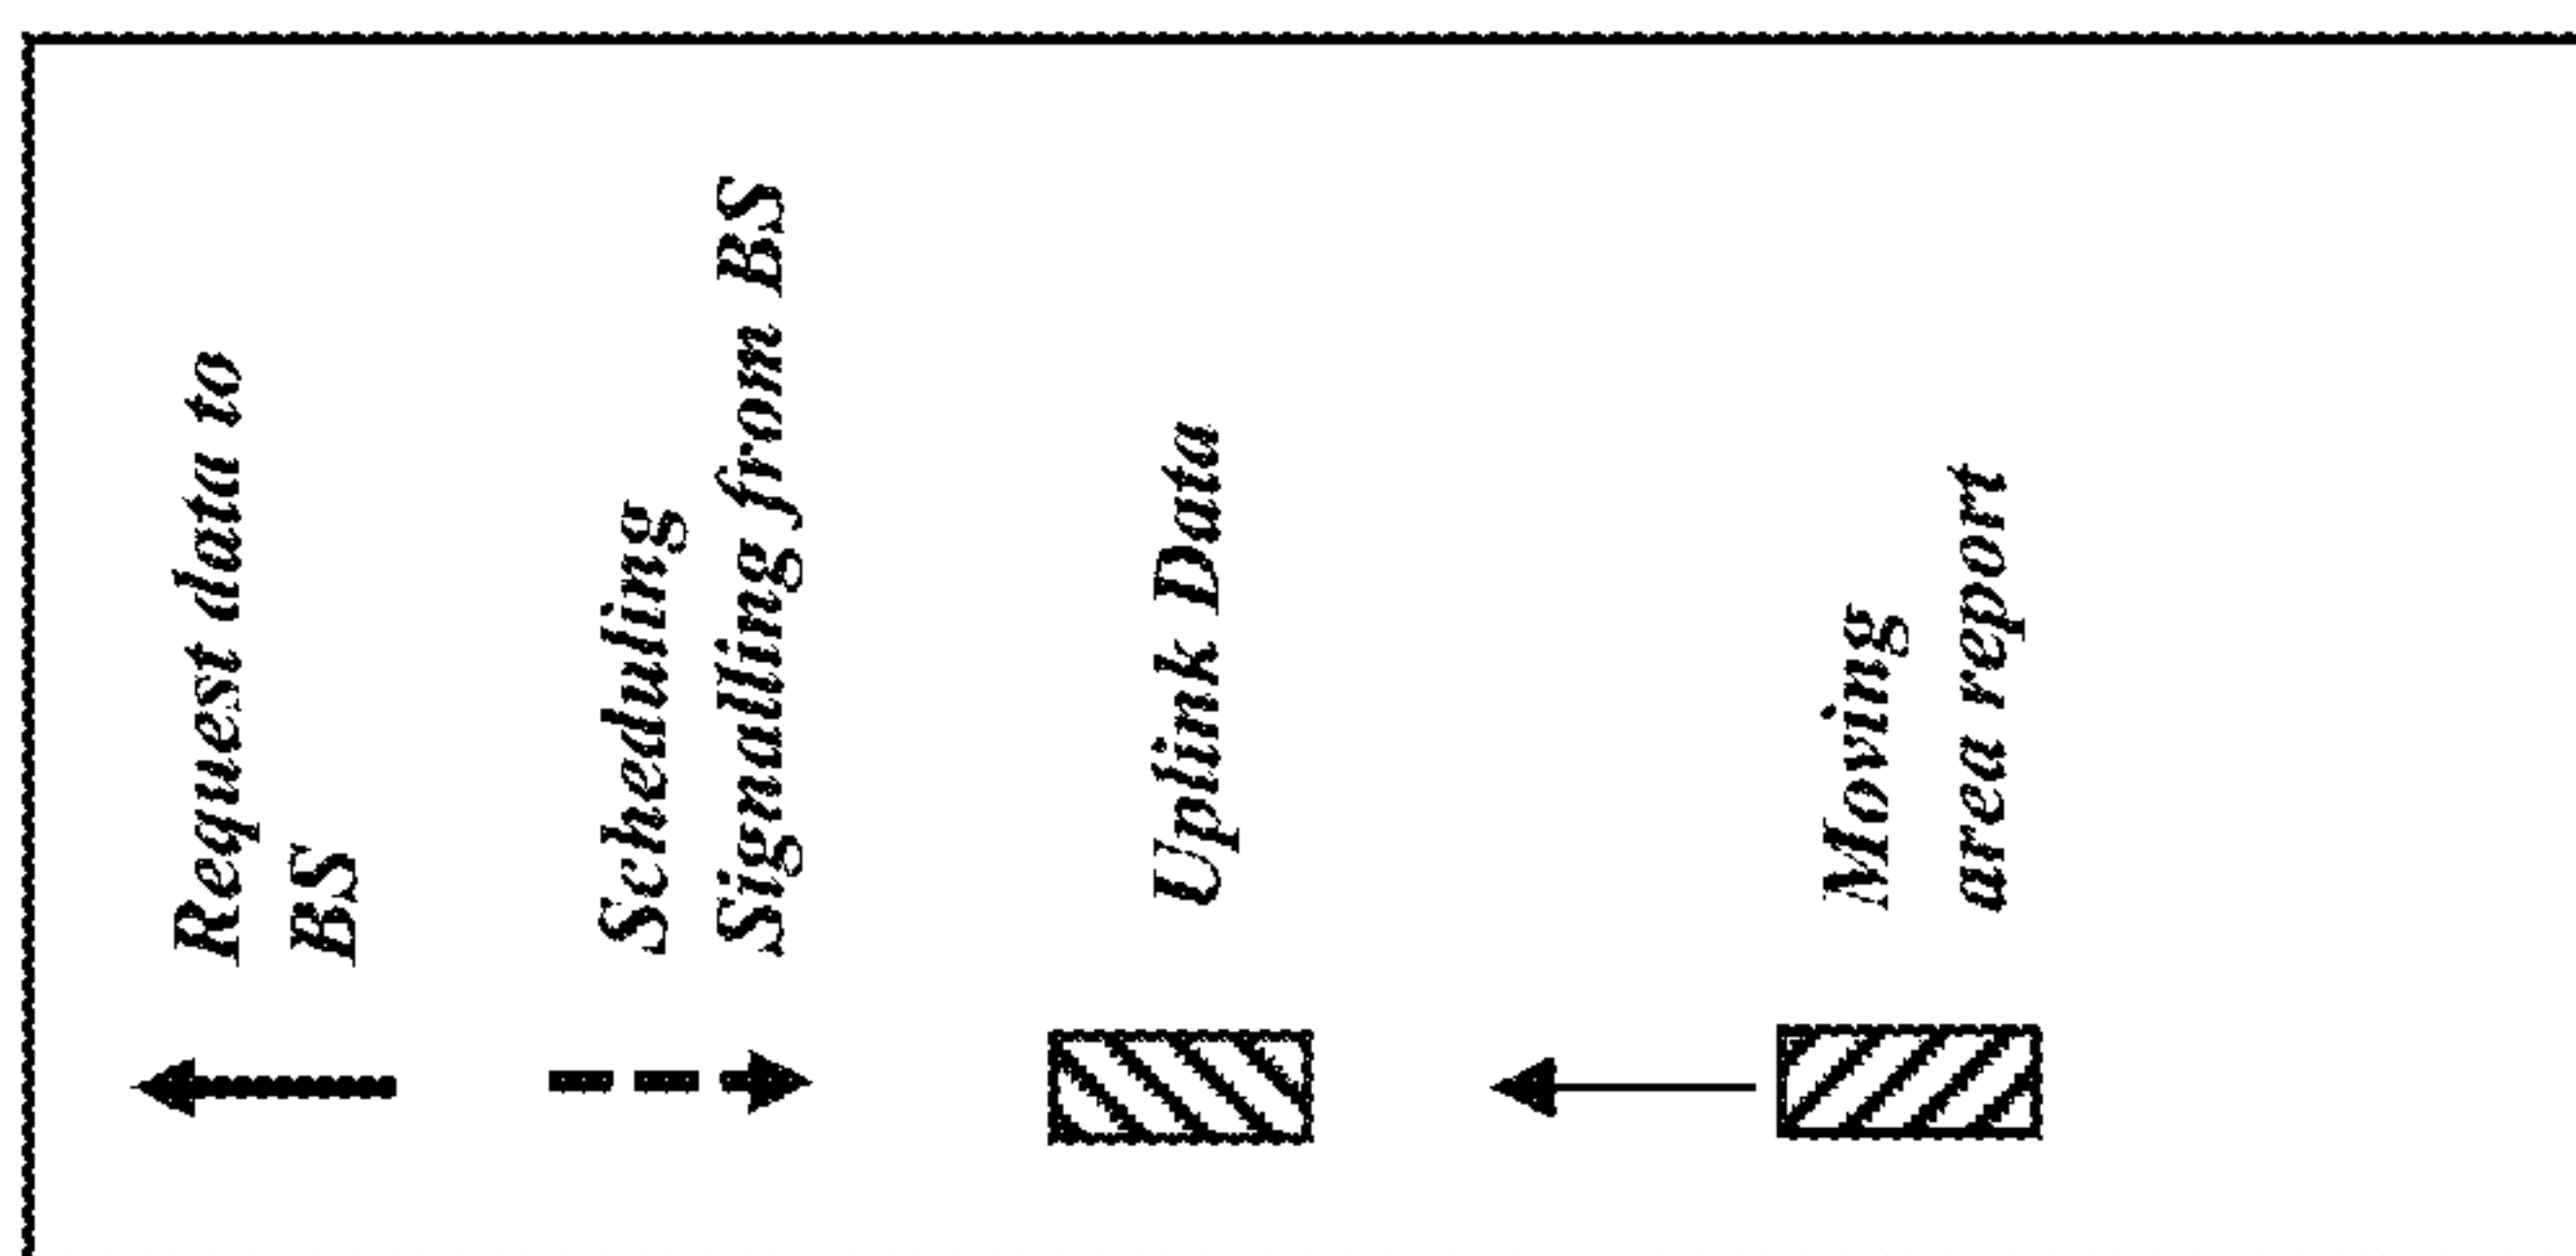 Request data to
BS
Scheduling
Signalling from BS
Uplink Data
Moving
area report